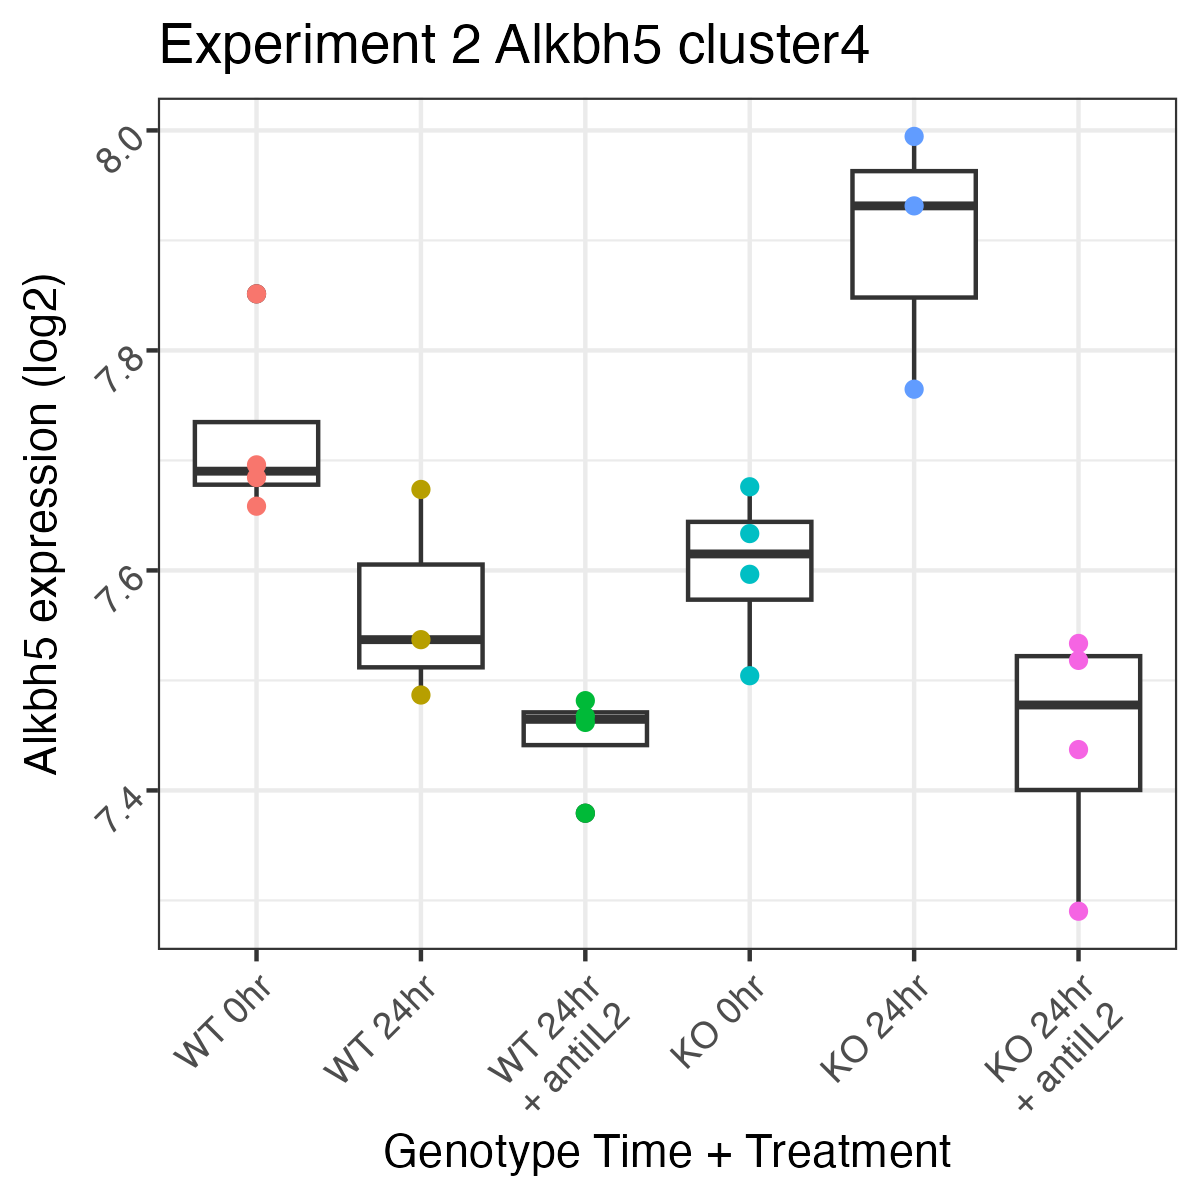 Experiment 2 Alkbh5 cluster4
Alkbh5 expression (log2)
8.0
7.8
7.6
7.4
WT 0hr
WT 24hr
WT 24hr
+ antiIL2
KO 0hr
KO 24hr
KO 24hr
+ antiIL2
Genotype Time + Treatment